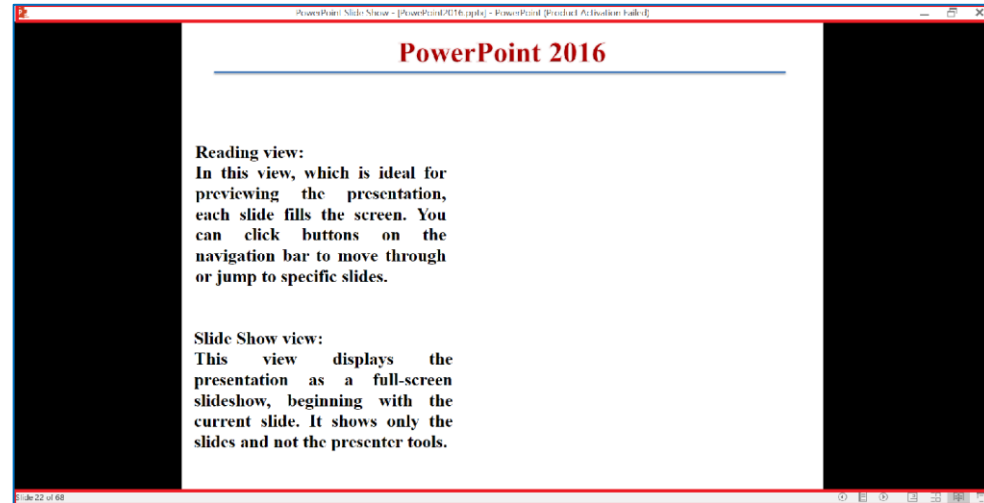 PowerPoint Slide Show - [PowePoint2016.pptx] - PowerPoint (Product Activation Failed)
PowerPoint 2016
Reading view:
In this view, which is ideal for
previewing the presentation,
each slide fills the screen. You
can click buttons on the
navigation bar to move through
or jump to specific slides.
Slide Show view:
This view displays the
presentation as a full-screen
slideshow, beginning with the
current slide. It shows only the
slides and not the presenter tools.
Slide 22 of 68